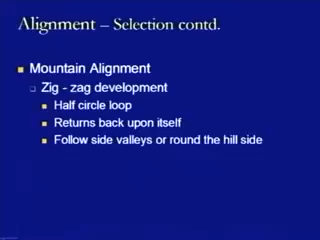 Alignment – Selection contd.
Mountain Alignment
Zig - zag development
Half circle loop
Returns back upon itself
Follow side valleys or round the hill side